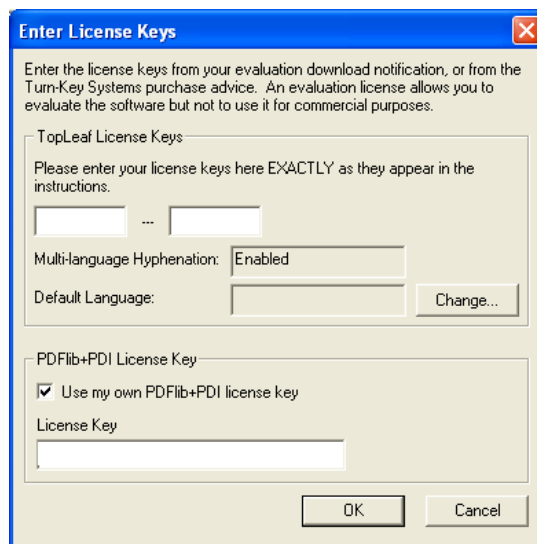 Enter License Keys
Enter the license keys from your evaluation download notification, or from the
Turn-Key Systems purchase advice. An evaluation license allows you to
evaluate the software but not to use it for commercial purposes.
TopLeaf License Keys
Please enter your license keys here EXACTLY as they appear in the
instructions.
---
Multi-language Hyphenation: Enabled
Default Language: Change...
PDFlib+PDI License Key
Use my own PDFlib+PDI license key
License Key
OK Cancel